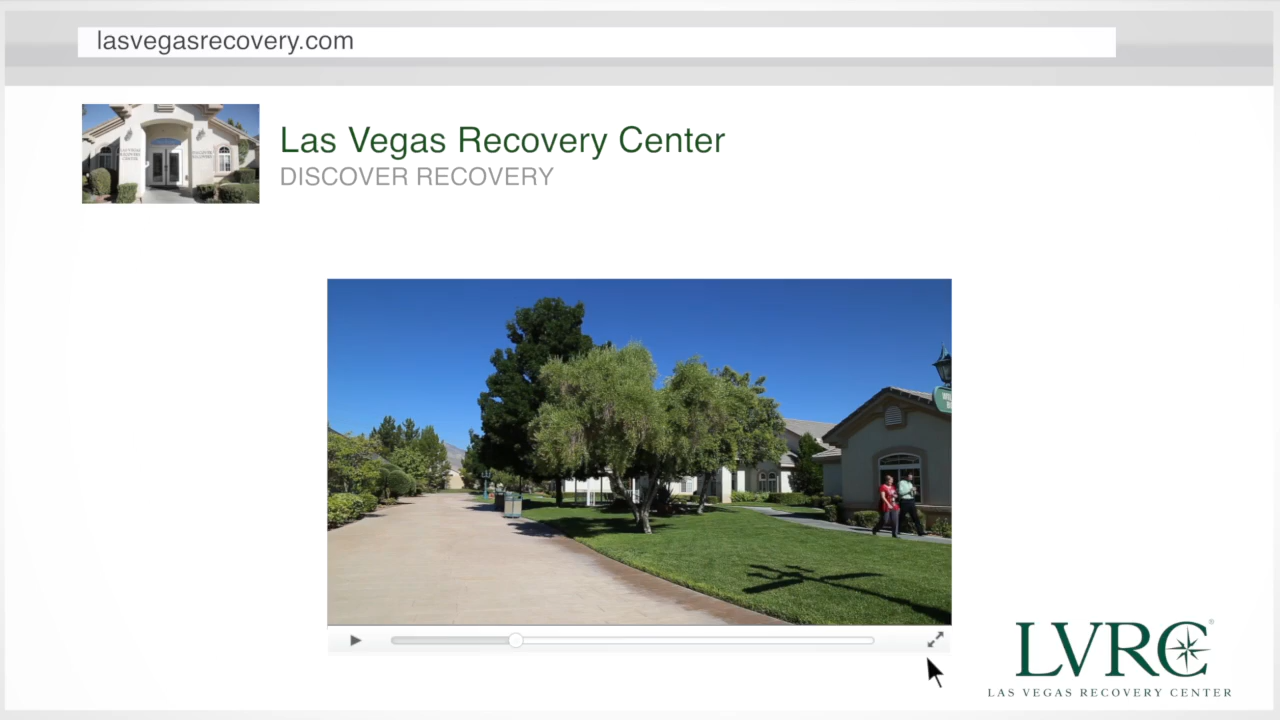 lasvegasrecovery.com
Las Vegas Recovery Center
DISCOVER RECOVERY
LVRC®
LAS VEGAS RECOVERY CENTER